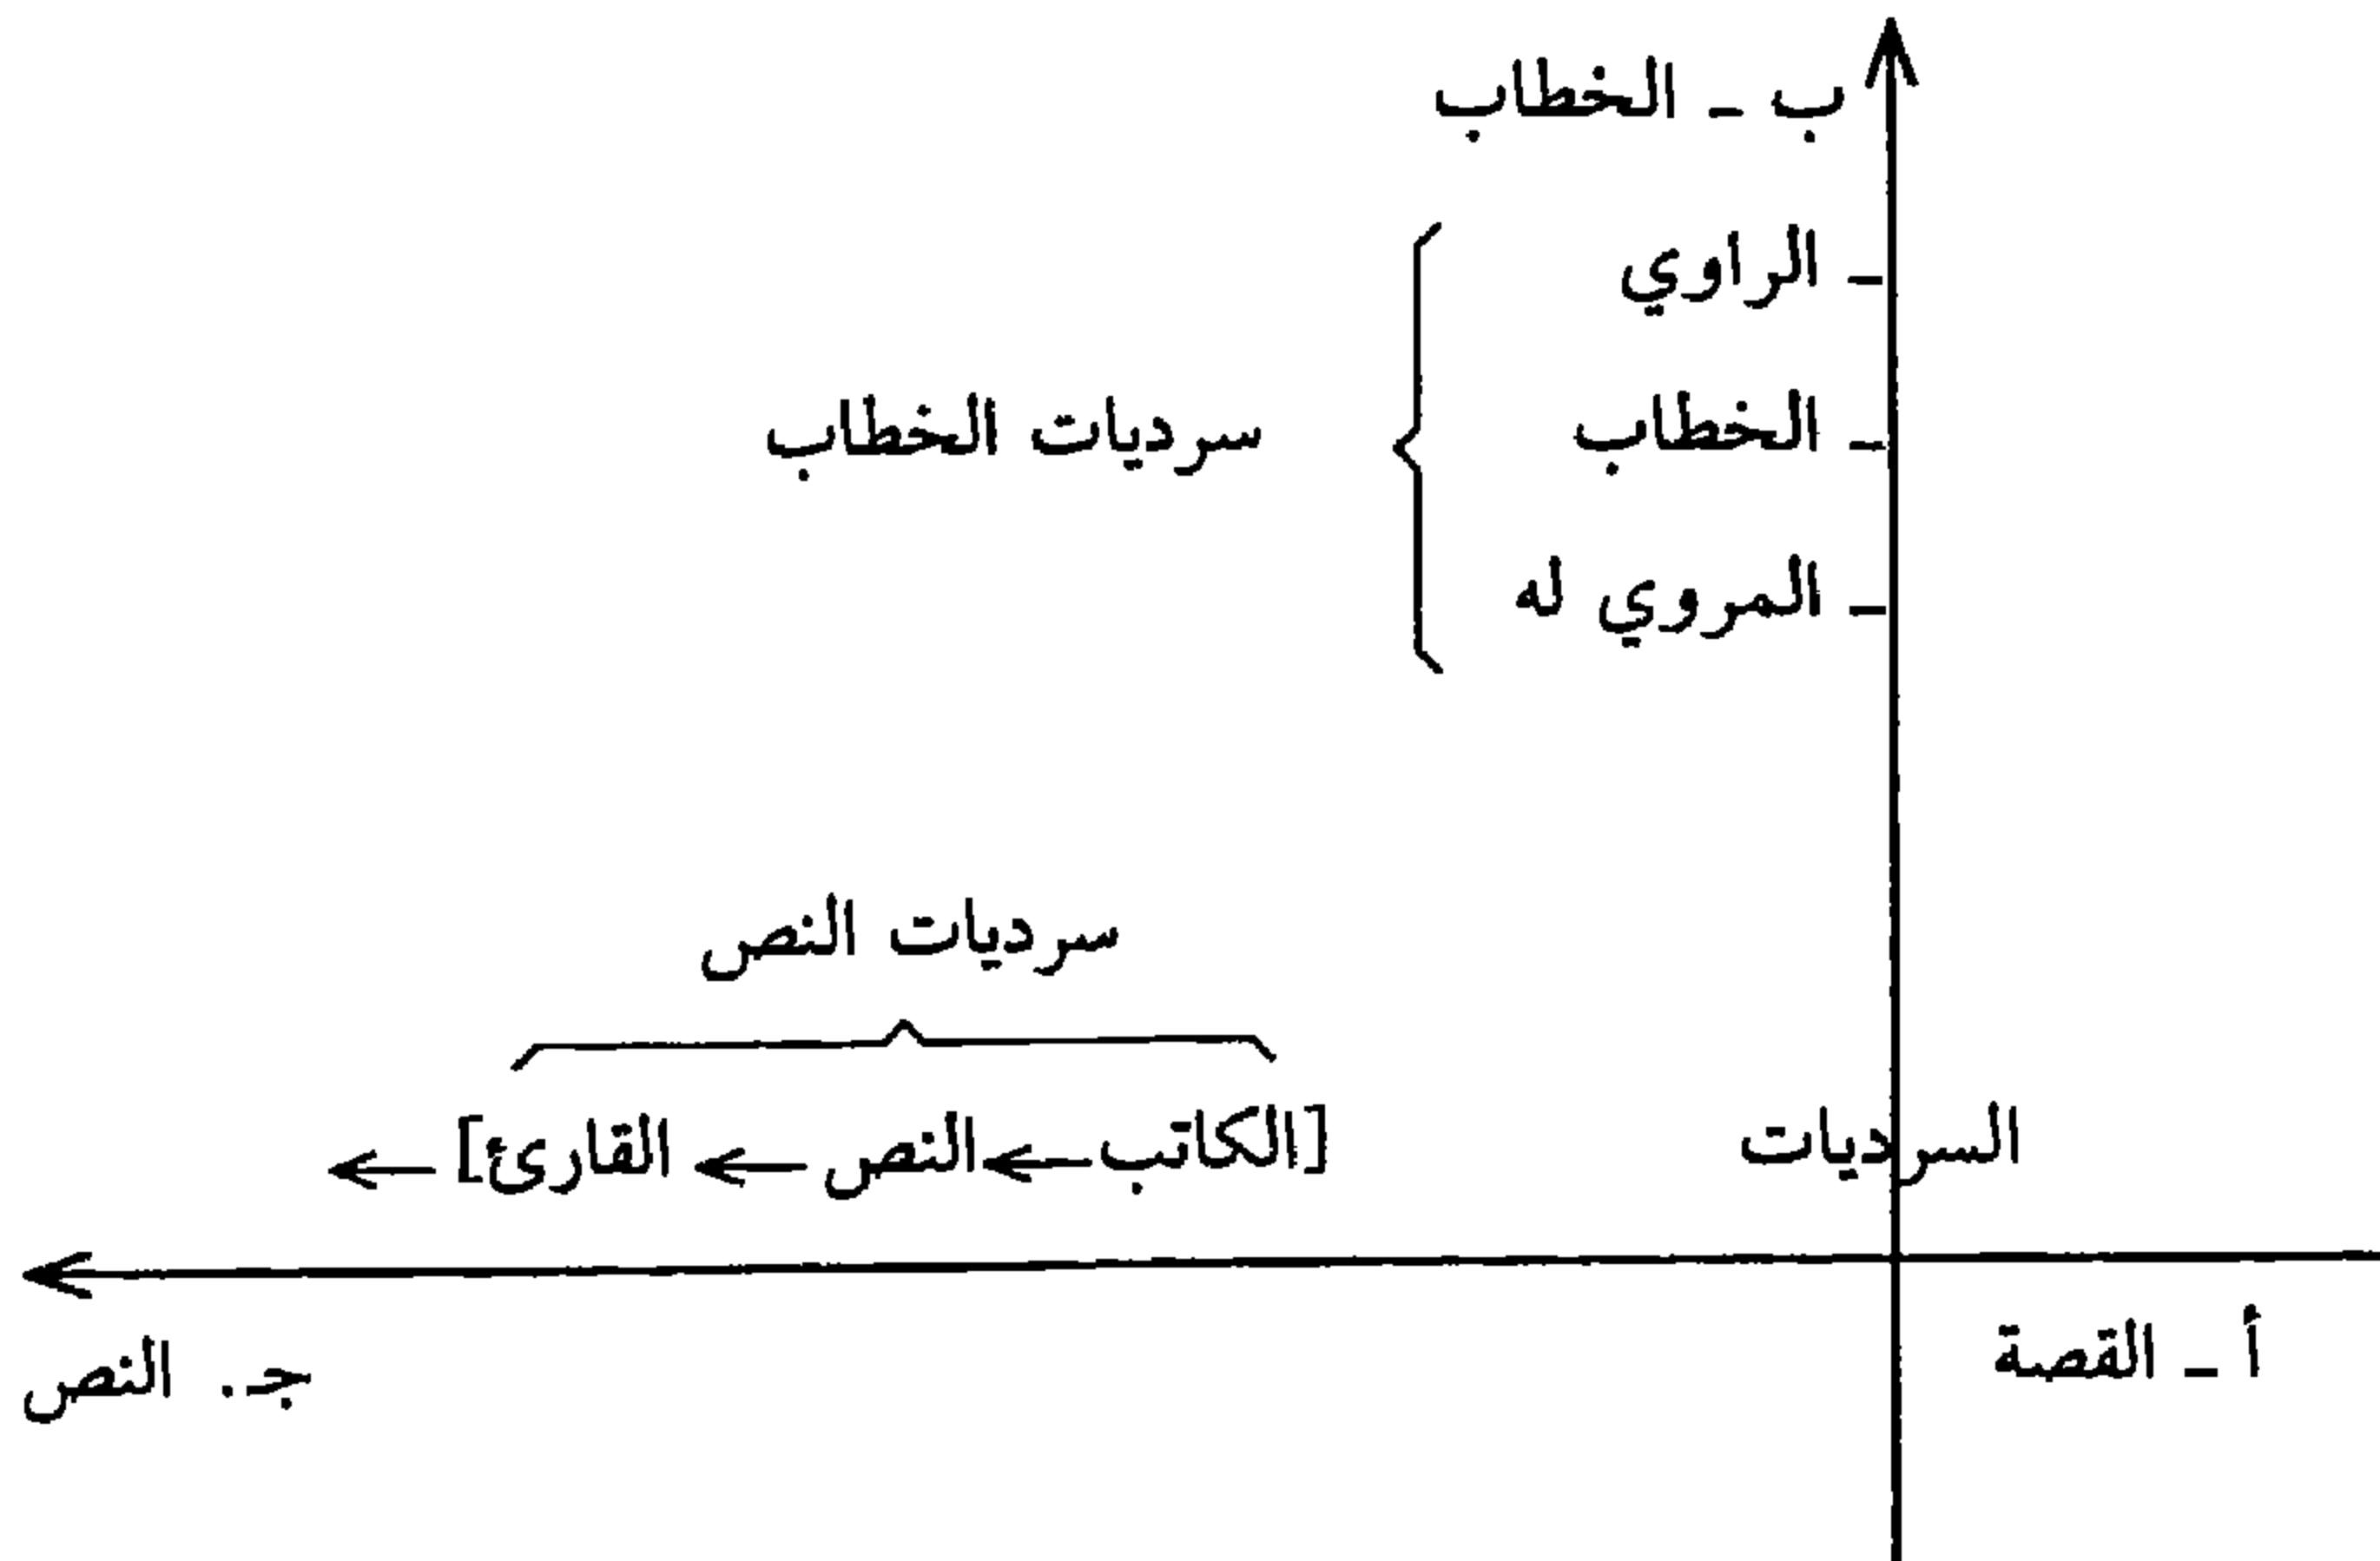 ب - الخطاب
- الراوي
- الخطاب
سرديات الخطاب
- المروي له
سرديات النص
السرديات
[الكاتب ← النص ← القارئ] ←
أ - القصة
جـ. النص